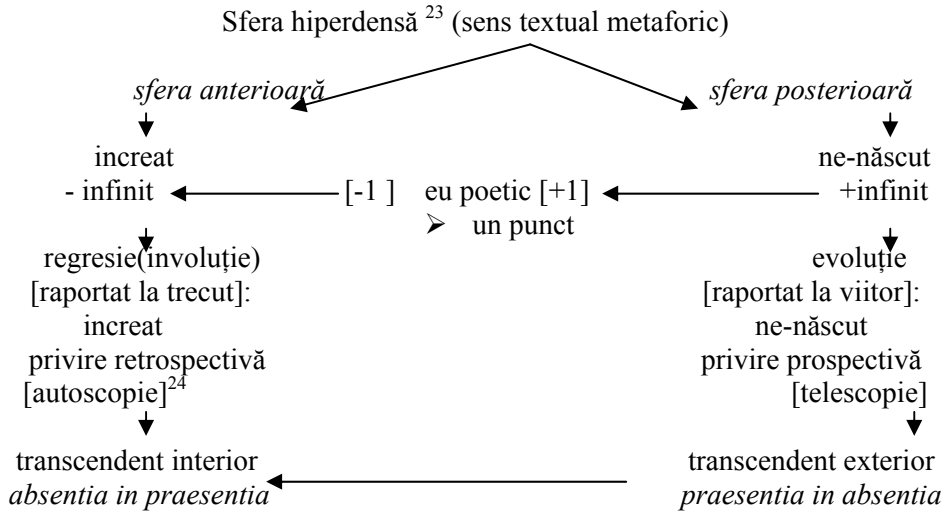 Sfera hiperdensă 23 (sens textual metaforic)
sfera anterioară sfera posterioară
increat ne-născut
- infinit [-1 ] eu poetic [+1] +infinit
➢ un punct
regresie(involuție) evoluție
[raportat la trecut]: [raportat la viitor]:
increat ne-născut
privire retrospectivă privire prospectivă
[autoscopie]24 [telescopie]
transcendent interior transcendent exterior
absentia in praesentia praesentia in absentia